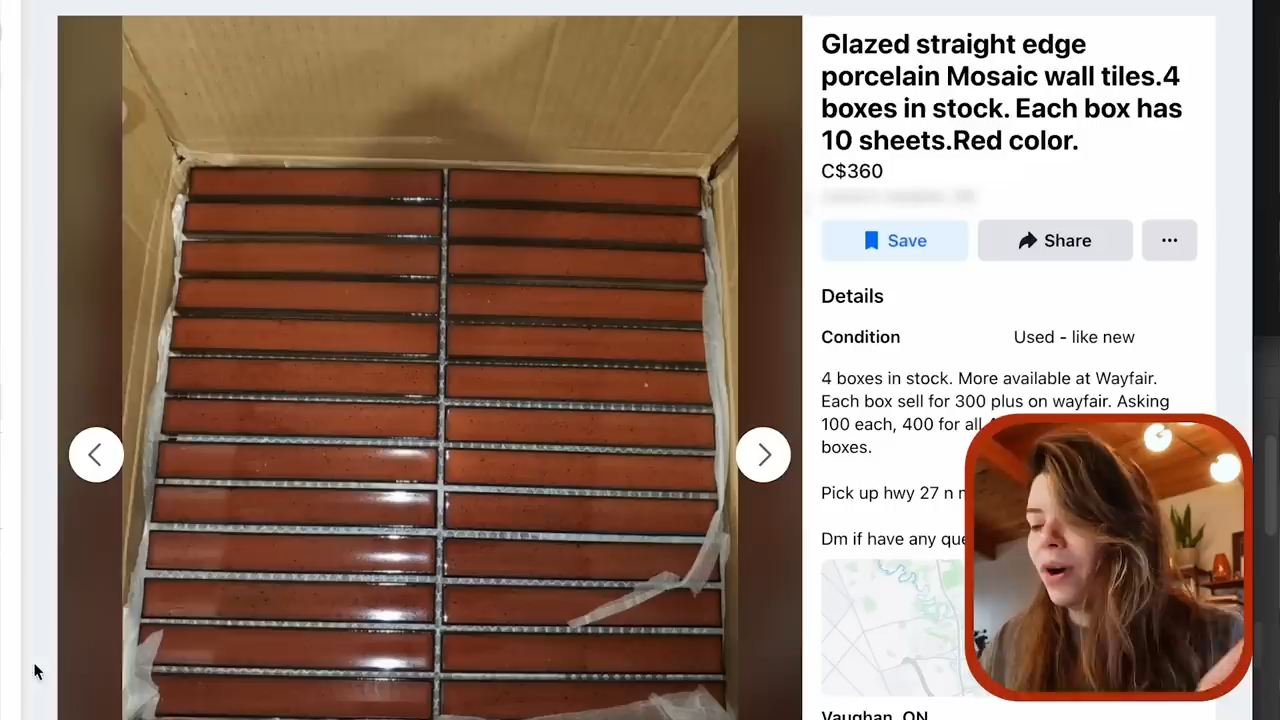 Glazed straight edge
porcelain Mosaic wall tiles.4
boxes in stock. Each box has
10 sheets.Red color.
C$360
Save
Share
Details
Condition
Used - like new
4 boxes in stock. More available at Wayfair.
Each box sell for 300 plus on wayfair. Asking
100 each, 400 for all
boxes.
Pick up hwy 27 n
Dm if have any
Vaughan, ON